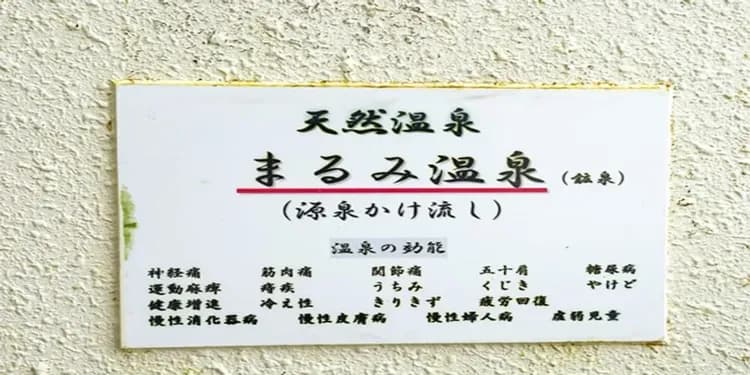 天然温泉
まるみ温泉 (鉱泉)
(源泉かけ流し)
温泉の効能
神経痛 筋肉痛 関節痛 五十肩 糖尿病
運動麻痺 痔疾 うちみ くじき やけど
健康増進 冷え性 きりきず 疲労回復
慢性消化器病 慢性皮膚病 慢性婦人病 虚弱児童